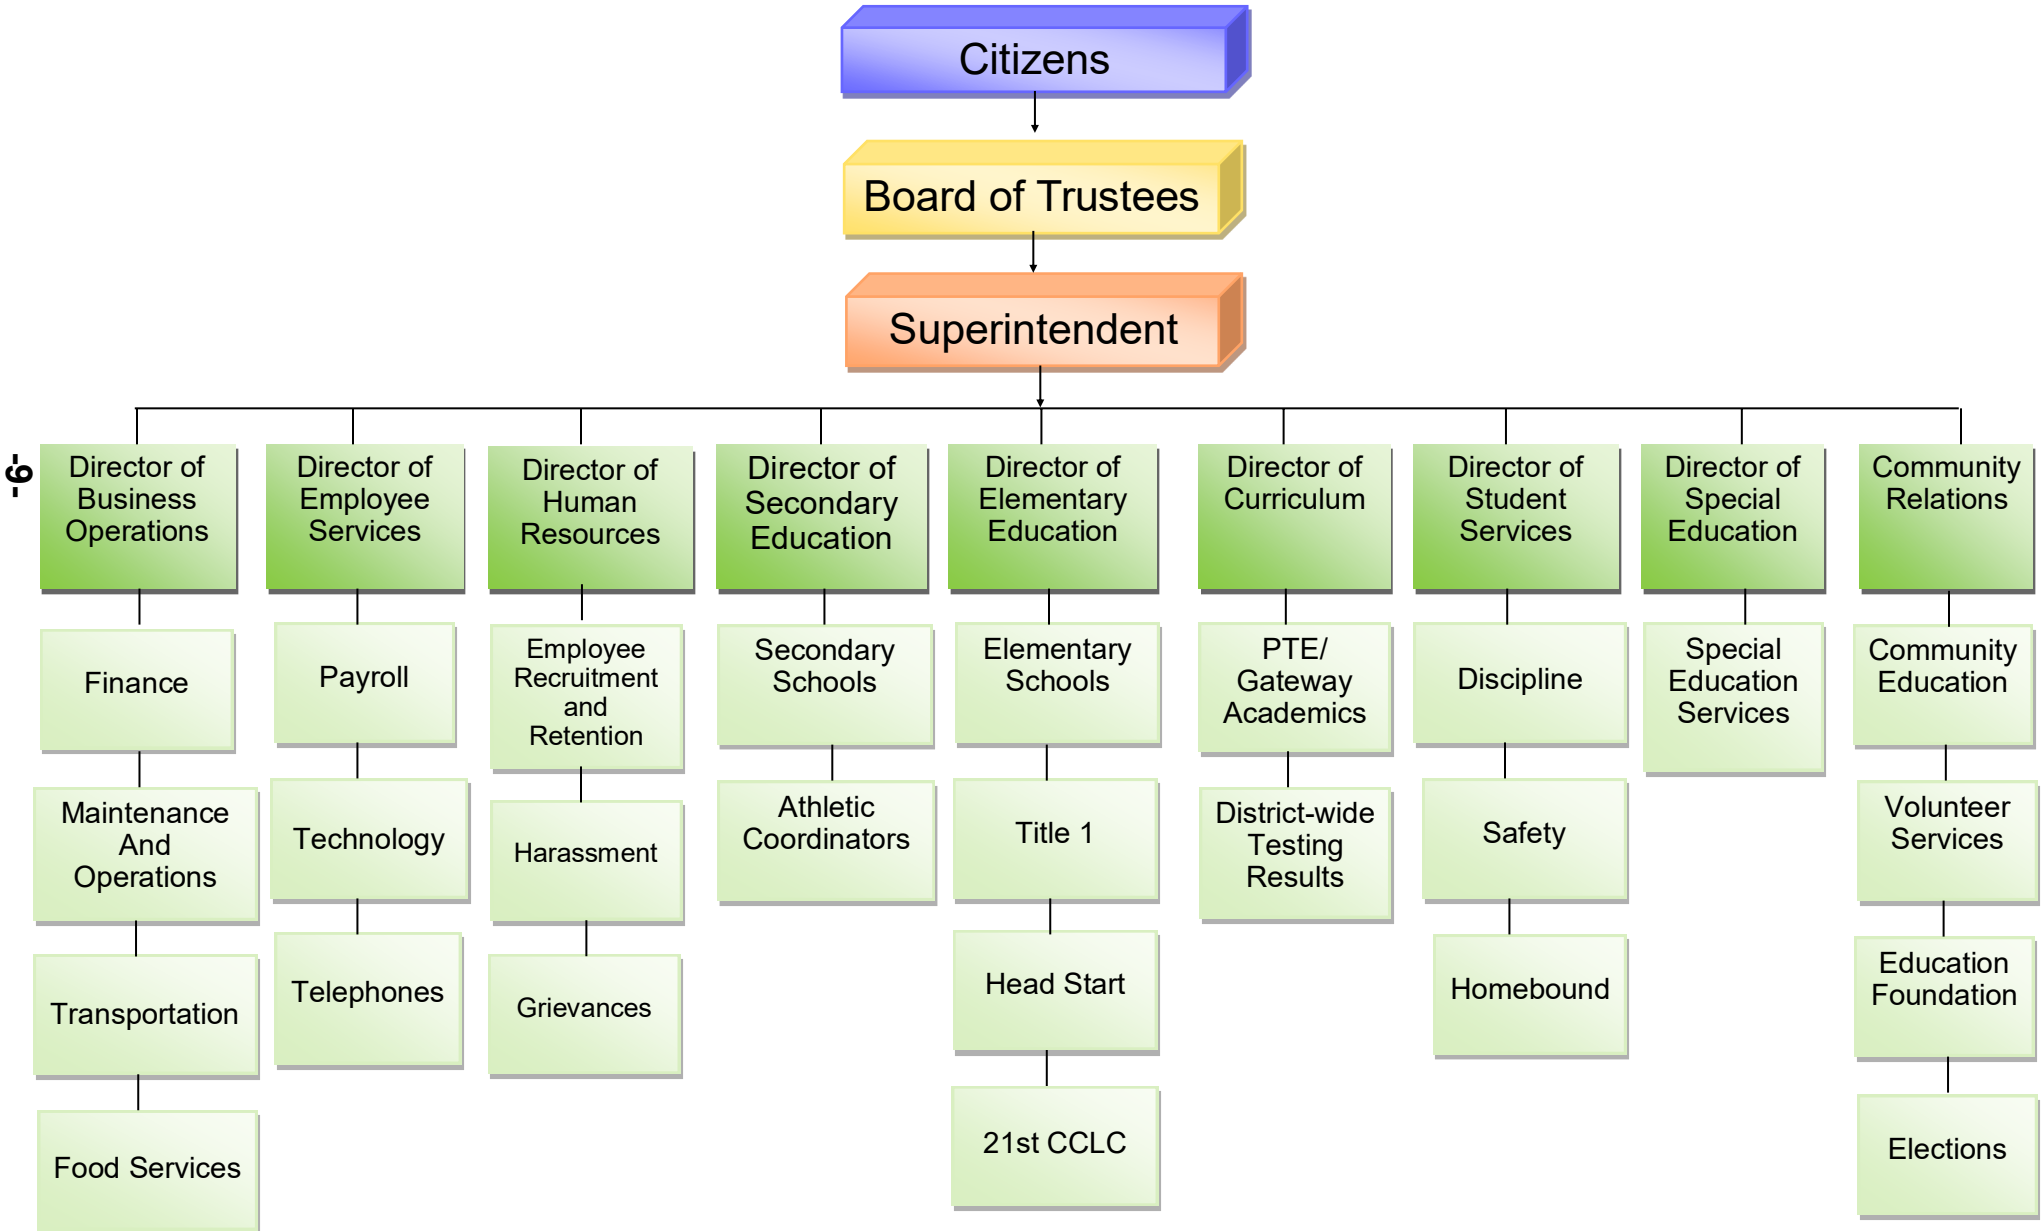 Citizens
Board of Trustees
Superintendent
-6-
Director of
Business
Operations
Finance
Maintenance
And
Operations
Transportation
Food Services
Director of
Employee
Services
Payroll
Technology
Telephones
Director of
Human
Resources
Employee
Recruitment
and
Retention
Harassment
Grievances
Director of
Secondary
Education
Secondary
Schools
Athletic
Coordinators
Director of
Elementary
Education
Elementary
Schools
Title 1
Head Start
21st CCLC
Director of
Curriculum
PTE/
Gateway
Academics
District-wide
Testing
Results
Director of
Student
Services
Discipline
Safety
Homebound
Director of
Special
Education
Special
Education
Services
Community
Relations
Community
Education
Volunteer
Services
Education
Foundation
Elections